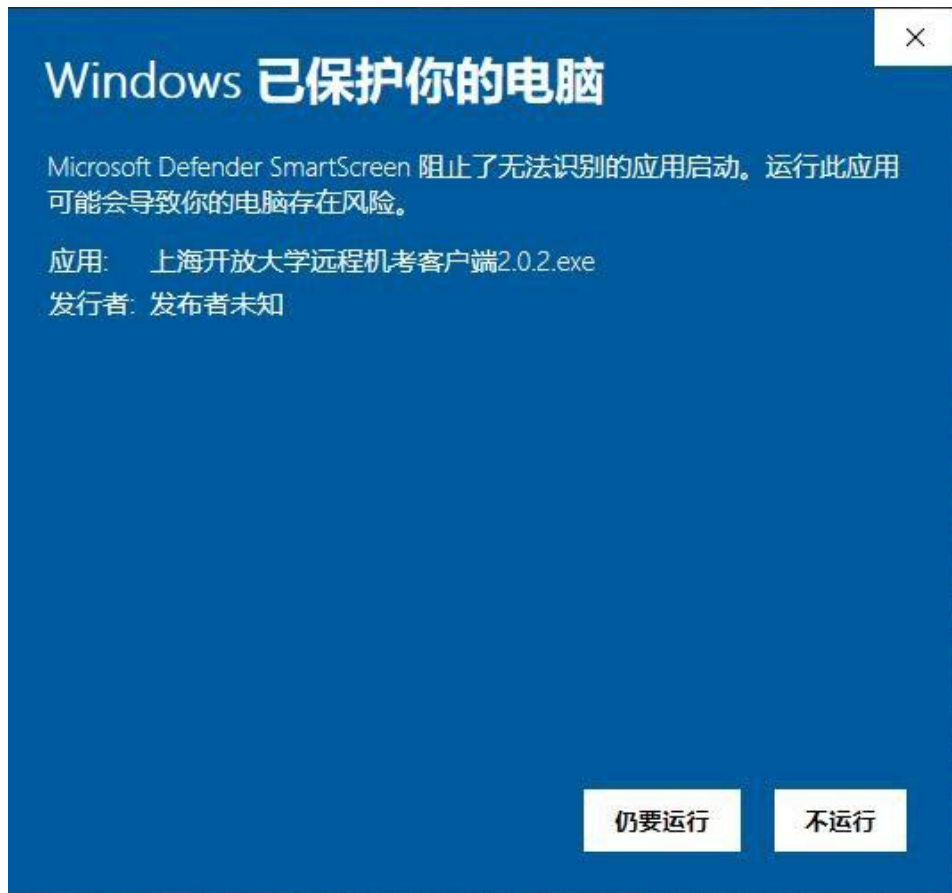 Windows 已保护你的电脑
Microsoft Defender SmartScreen 阻止了无法识别的应用启动。运行此应用
可能会导致你的电脑存在风险。
应用: 上海开放大学远程机考客户端2.0.2.exe
发行者: 发布者未知
仍要运行 不运行